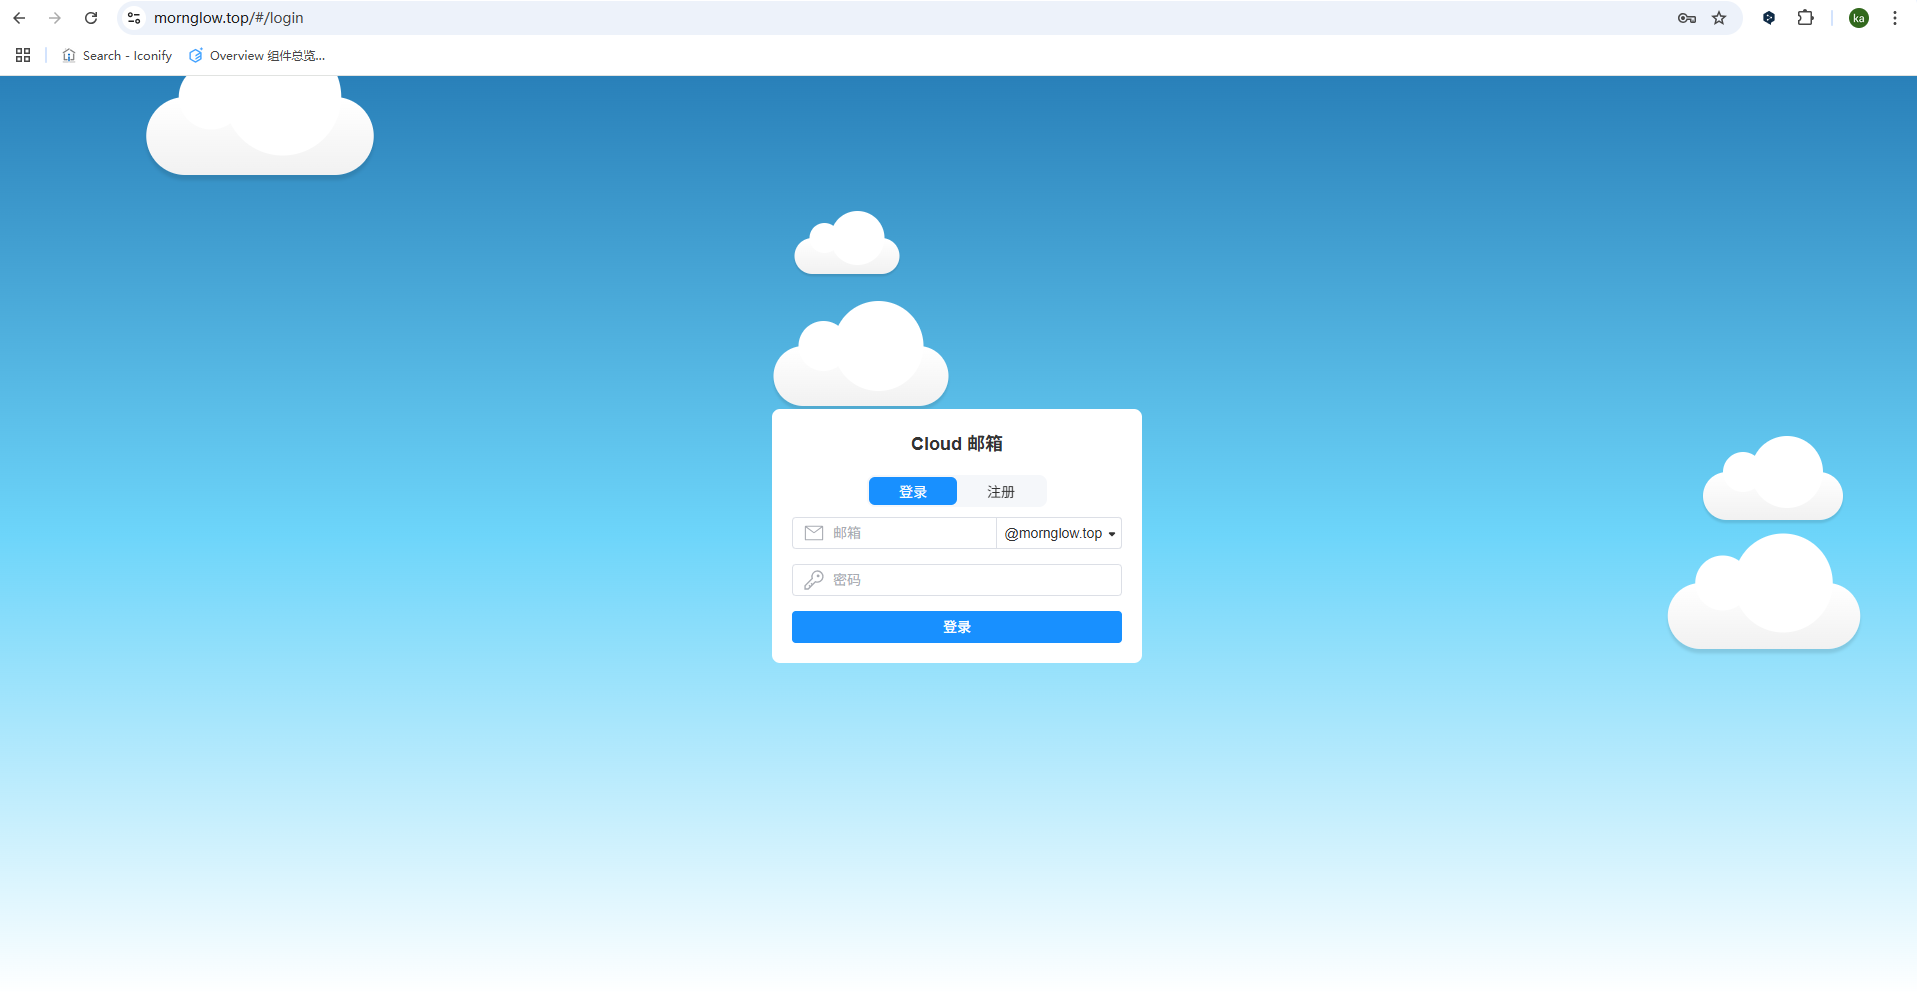 mornglow.top/#/login
ka
Search - Iconify
Overview 组件总览...
Cloud 邮箱
登录 注册
邮箱 @mornglow.top
密码
登录